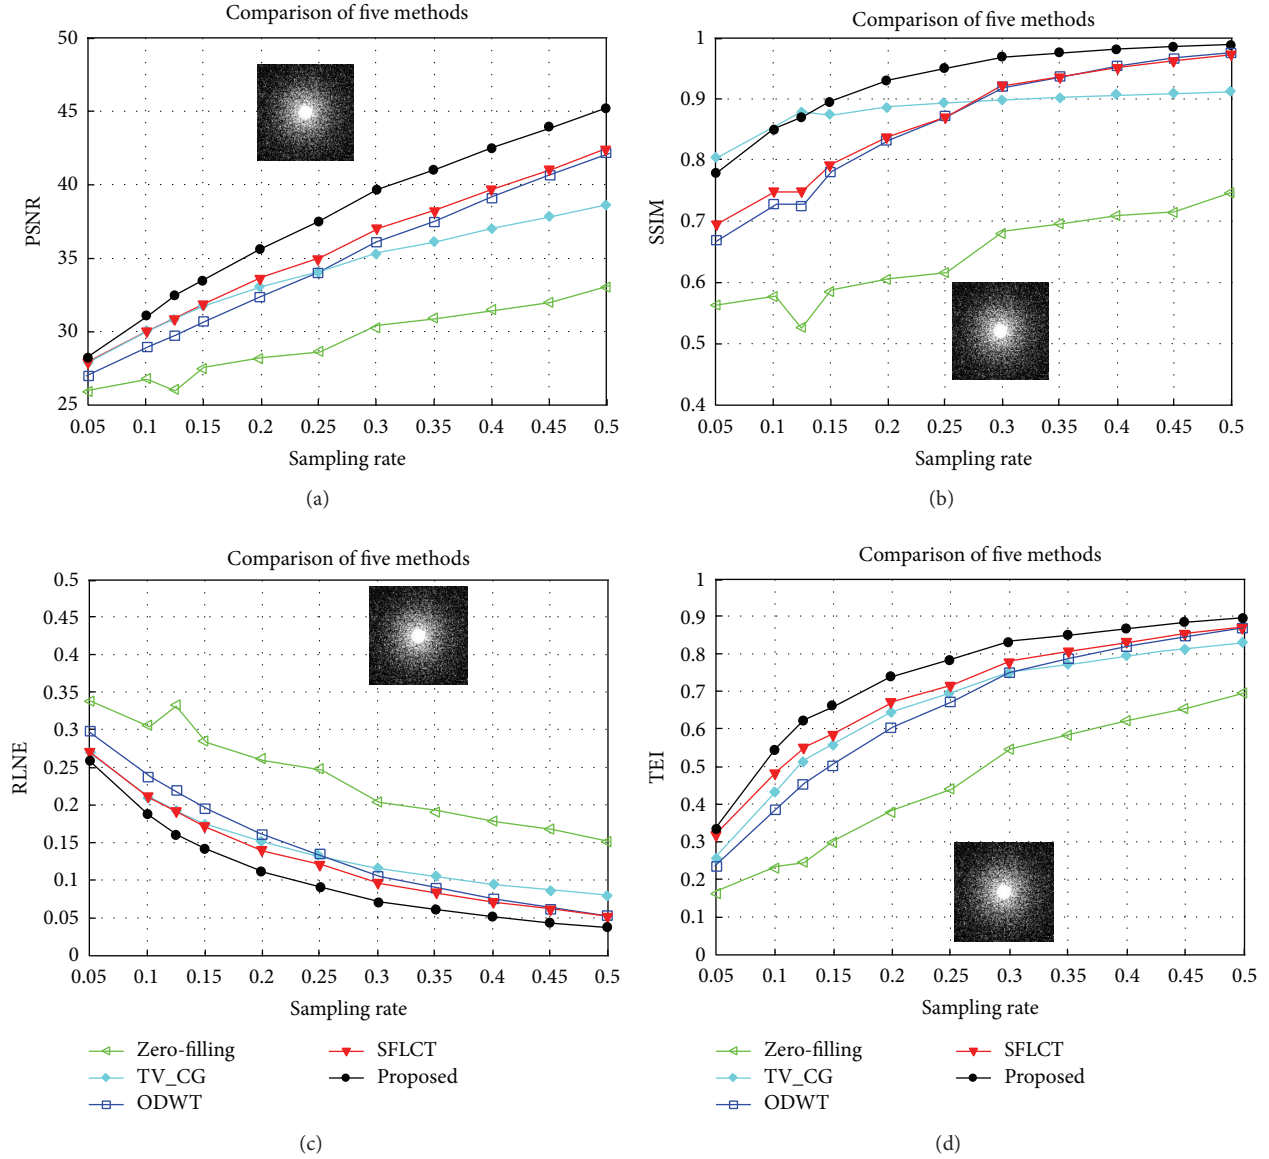 Comparison of five methods
50
45
40
35
30
25
PSNR
0.05 0.1 0.15 0.2 0.25 0.3 0.35 0.4 0.45 0.5
Sampling rate
(a)
Comparison of five methods
1
0.9
0.8
0.7
0.6
0.5
0.4
SSIM
0.05 0.1 0.15 0.2 0.25 0.3 0.35 0.4 0.45 0.5
Sampling rate
(b)
Comparison of five methods
0.5
0.45
0.4
0.35
0.3
0.25
0.2
0.15
0.1
0.05
0
RLNE
0.05 0.1 0.15 0.2 0.25 0.3 0.35 0.4 0.45 0.5
Sampling rate
Zero-filling
TV_CG
ODWT
SFLCT
Proposed
(c)
Comparison of five methods
1
0.9
0.8
0.7
0.6
0.5
0.4
0.3
0.2
0.1
0
TEI
0.05 0.1 0.15 0.2 0.25 0.3 0.35 0.4 0.45 0.5
Sampling rate
Zero-filling
TV_CG
ODWT
SFLCT
Proposed
(d)